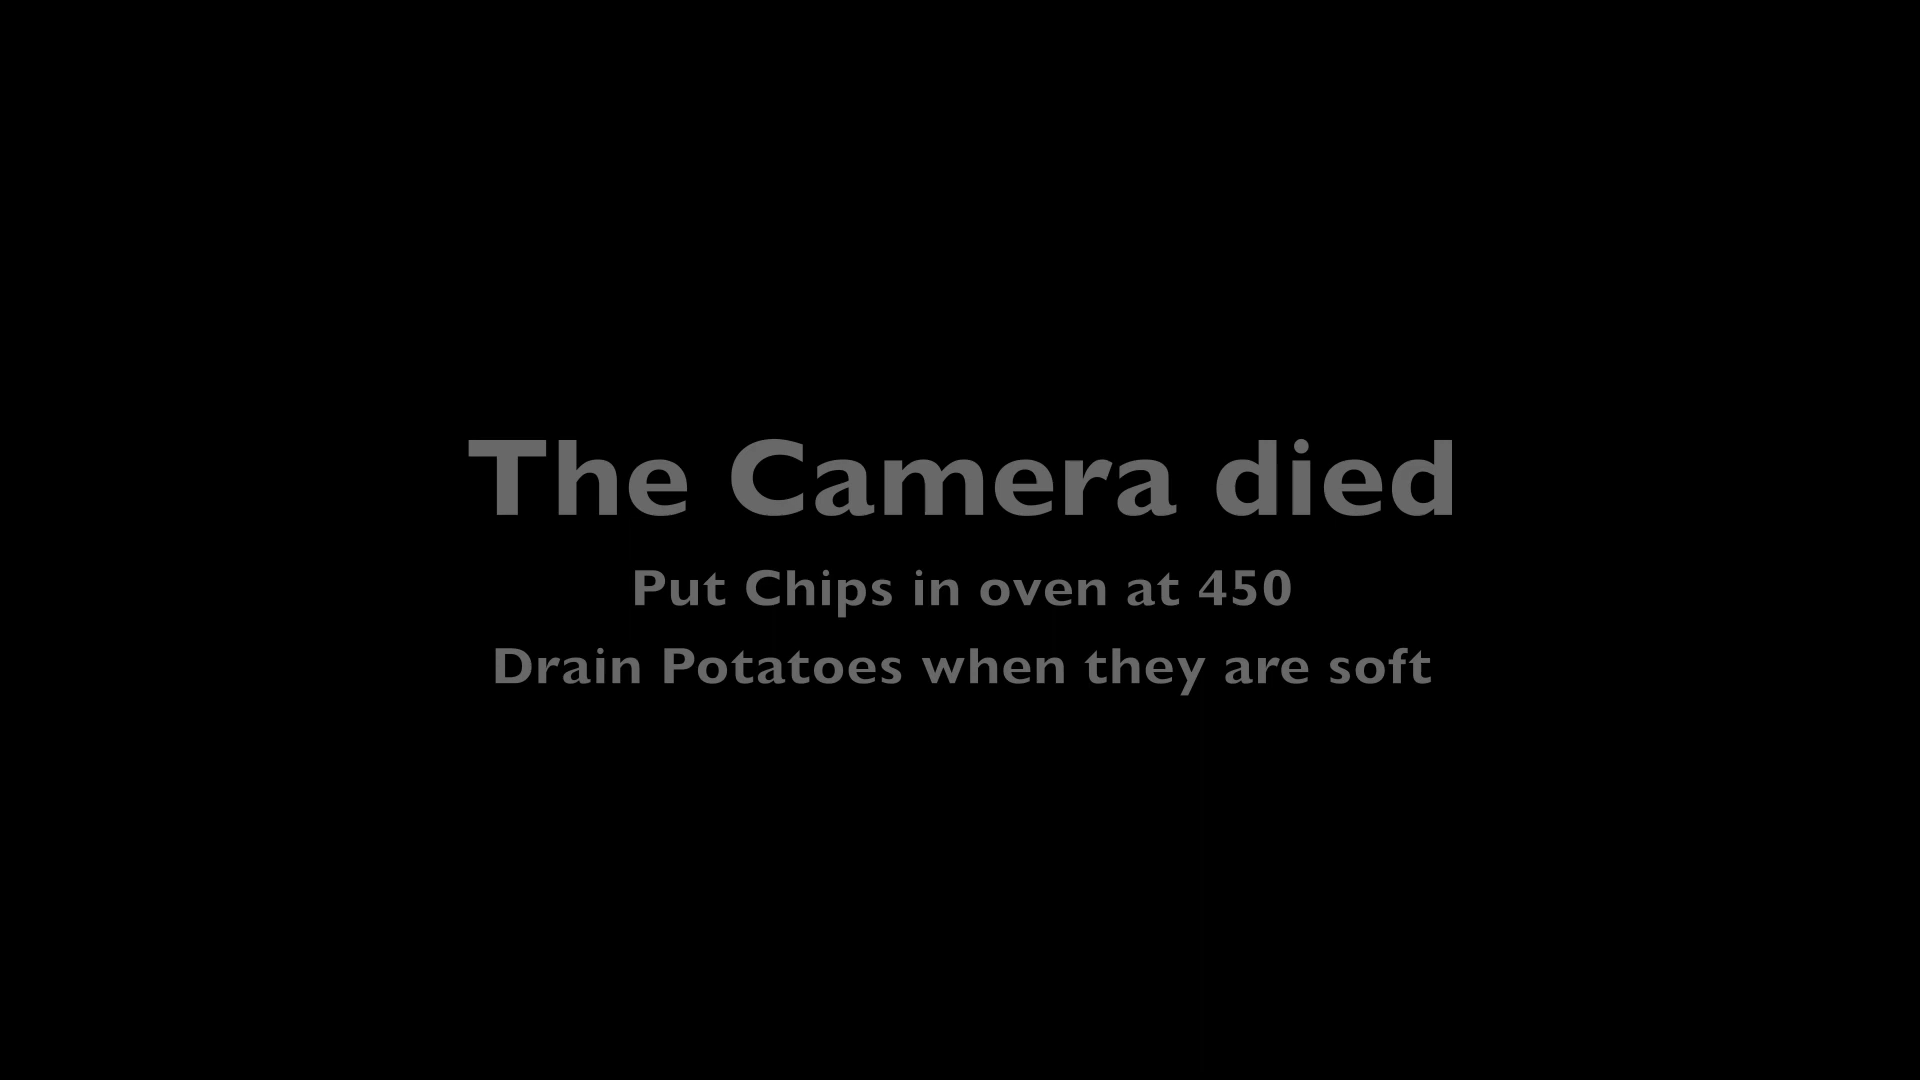 The Camera died
Put Chips in oven at 450
Drain Potatoes when they are soft